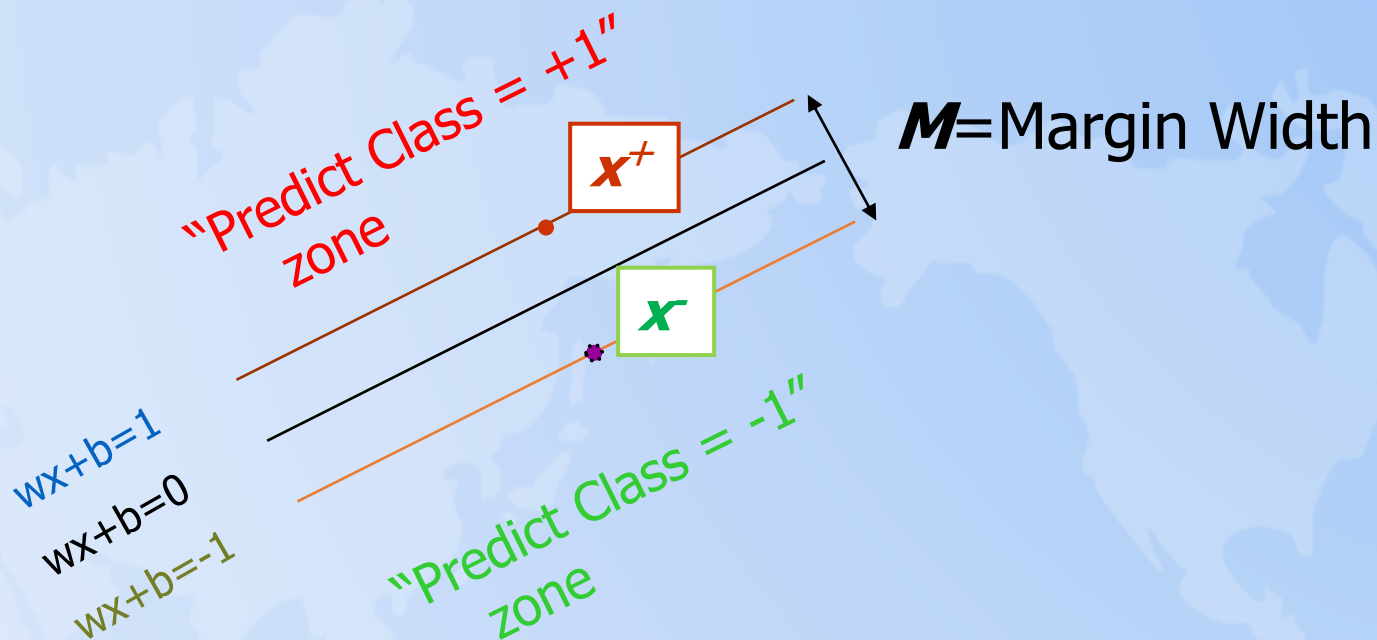 “Predict Class = +1”
zone
x+
M=Margin Width
x-
wx+b=1
wx+b=0
wx+b=-1
“Predict Class = -1”
zone